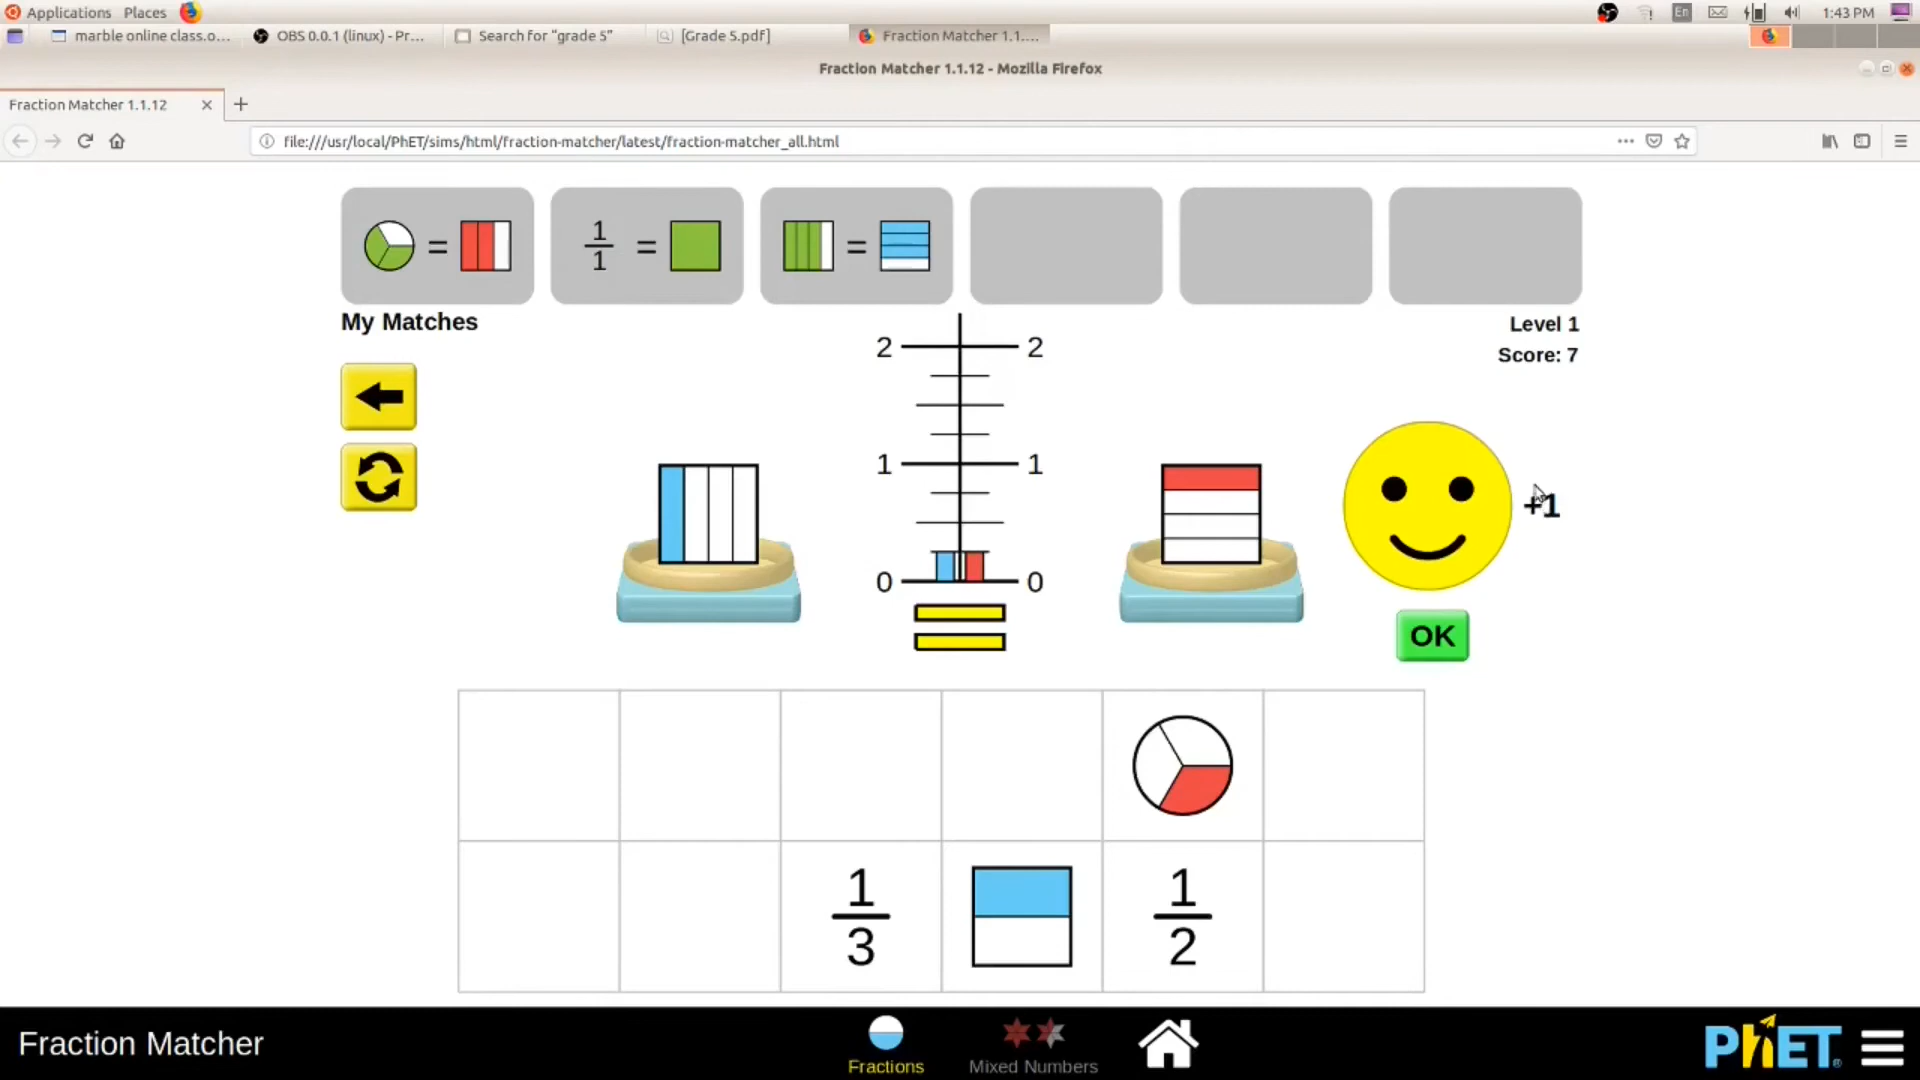 Applications Places En 1:43 PM
marble online class.o... OBS 0.0.1 (linux) - Pr... Search for "grade 5" [Grade 5.pdf] Fraction Matcher 1.1....
Fraction Matcher 1.1.12 - Mozilla Firefox
Fraction Matcher 1.1.12
file:///usr/local/PhET/sims/html/fraction-matcher/latest/fraction-matcher_all.html
= 1/1 = =
My Matches
Level 1
Score: 7
2 2
1 1
0 0
+1
OK
1/3 1/2
Fraction Matcher
Fractions
Mixed Numbers
PhET